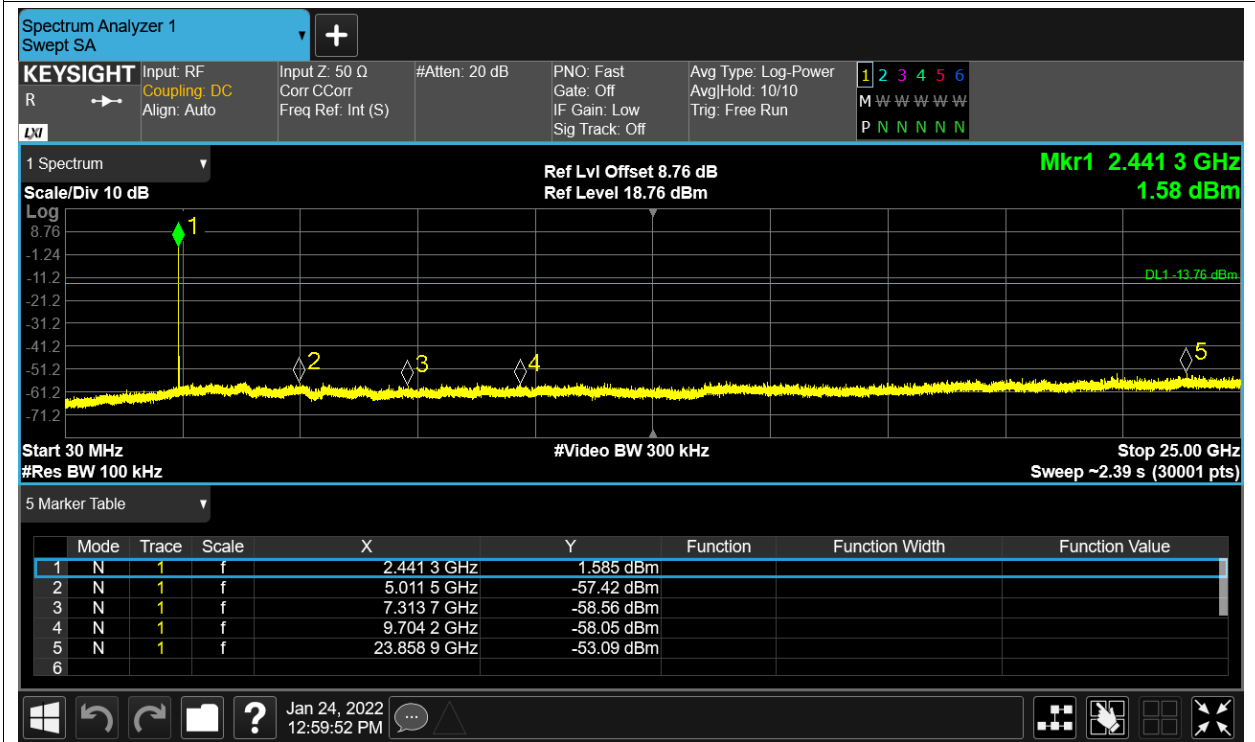 Spectrum Analyzer 1
Swept SA
+
KEYSIGHT
R
LXI
Input: RF
Coupling: DC
Align: Auto
Input Z: 50 Ω
Corr CCorr
Freq Ref: Int (S)
#Atten: 20 dB
PNO: Fast
Gate: Off
IF Gain: Low
Sig Track: Off
Avg Type: Log-Power
Avg|Hold: 10/10
Trig: Free Run
1 2 3 4 5 6
M W W W W W
P N N N N N
1 Spectrum
Scale/Div 10 dB
Ref Lvl Offset 8.76 dB
Ref Level 18.76 dBm
Mkr1 2.441 3 GHz
1.58 dBm
Log
8.76
-1.24
-11.2
-21.2
-31.2
-41.2
-51.2
-61.2
-71.2
1
2
3
4
5
DL1 -13.76 dBm
Start 30 MHz
#Video BW 300 kHz
Stop 25.00 GHz
#Res BW 100 kHz
Sweep ~2.39 s (30001 pts)
5 Marker Table
Mode Trace Scale X Y Function Function Width Function Value
1 N 1 f 2.441 3 GHz 1.585 dBm
2 N 1 f 5.011 5 GHz -57.42 dBm
3 N 1 f 7.313 7 GHz -58.56 dBm
4 N 1 f 9.704 2 GHz -58.05 dBm
5 N 1 f 23.858 9 GHz -53.09 dBm
6
?
Jan 24, 2022
12:59:52 PM